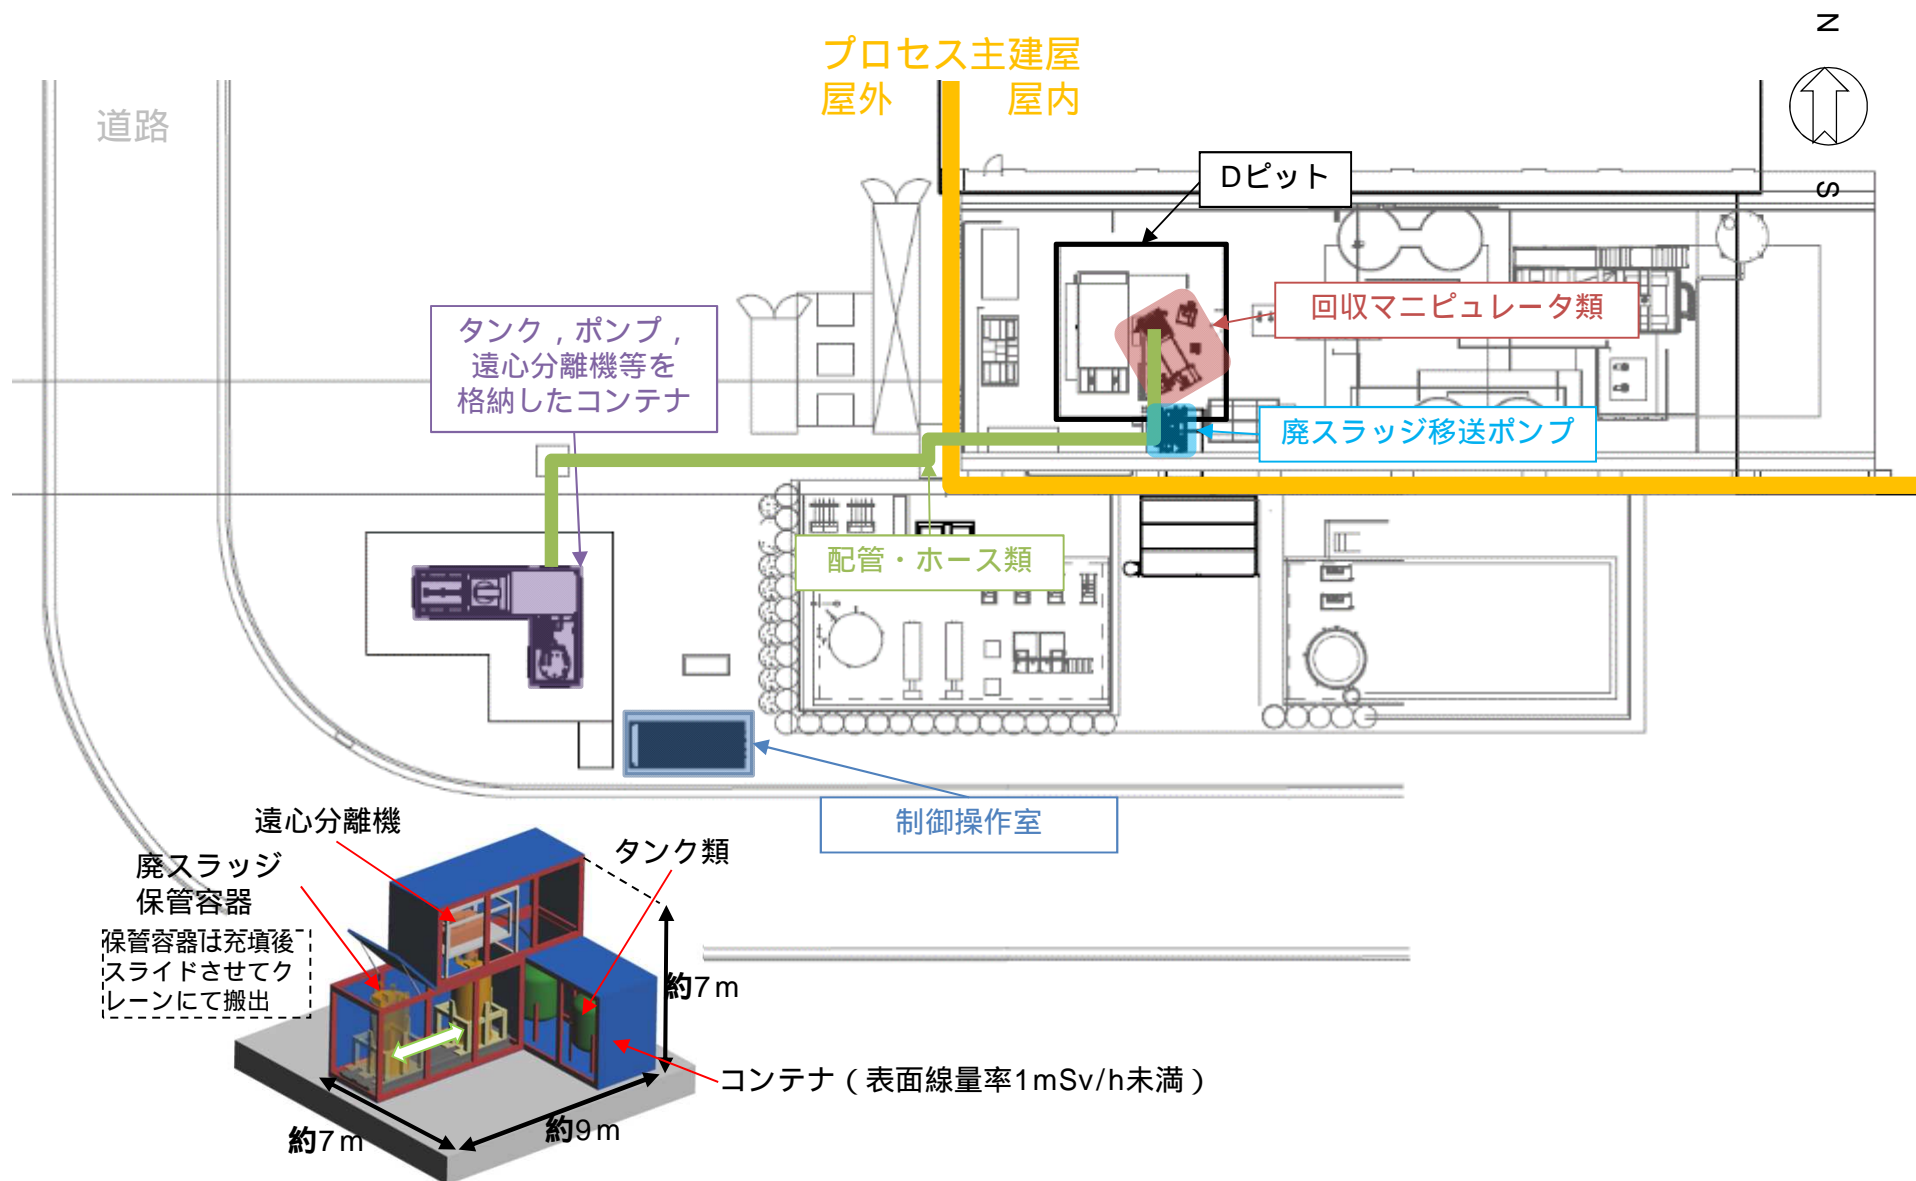 プロセス主建屋
屋外 屋内
N
S
道路
Dピット
回収マニピュレータ類
タンク，ポンプ，
遠心分離機等を
格納したコンテナ
廃スラッジ移送ポンプ
配管・ホース類
制御操作室
遠心分離機
廃スラッジ
保管容器
タンク類
保管容器は充填後
スライドさせてク
レーンにて搬出
約7m
コンテナ（表面線量率1mSv/h未満）
約7m
約9m